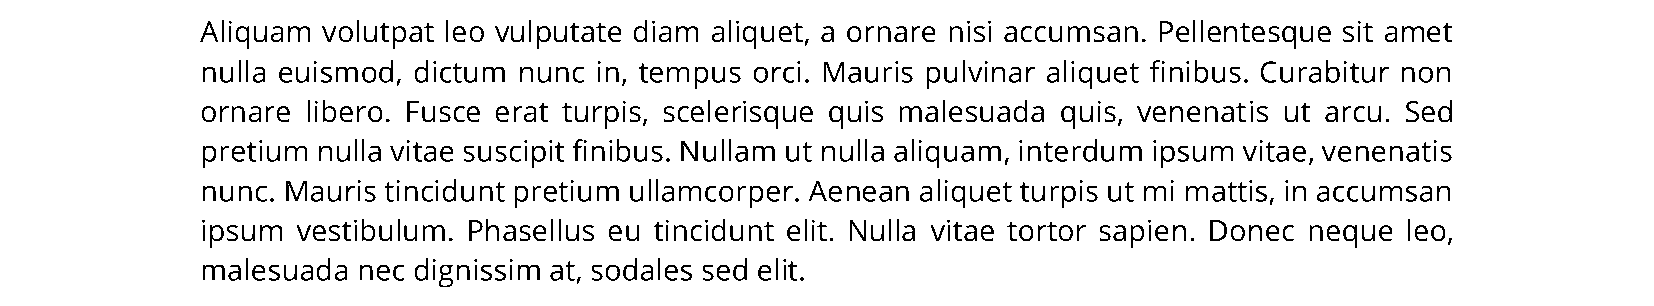 Aliquam volutpat leo vulputate diam aliquet, a ornare nisi accumsan. Pellentesque sit amet
nulla euismod, dictum nunc in, tempus orci. Mauris pulvinar aliquet finibus. Curabitur non
ornare libero. Fusce erat turpis, scelerisque quis malesuada quis, venenatis ut arcu. Sed
pretium nulla vitae suscipit finibus. Nullam ut nulla aliquam, interdum ipsum vitae, venenatis
nunc. Mauris tincidunt pretium ullamcorper. Aenean aliquet turpis ut mi mattis, in accumsan
ipsum vestibulum. Phasellus eu tincidunt elit. Nulla vitae tortor sapien. Donec neque leo,
malesuada nec dignissim at, sodales sed elit.